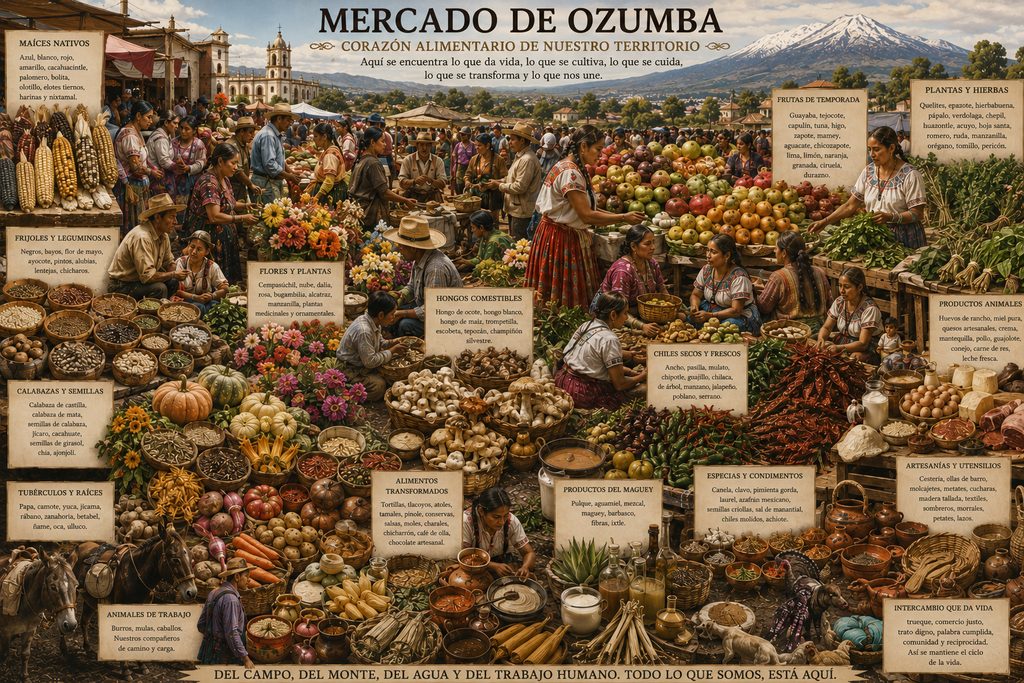 MERCADO DE OZUMBA
CORAZÓN ALIMENTARIO DE NUESTRO TERRITORIO
Aquí se encuentra lo que da vida, lo que se cultiva, lo que se cuida,
lo que se transforma y lo que nos une.
MAÍCES NATIVOS
Azul, blanco, rojo,
amarillo, cacahuacintle,
palomero, bolita,
olotillo, elotes tiernos,
harinas y nixtamal.
FRUTAS DE TEMPORADA
Guayaba, tejocote,
capulín, tuna, higo,
zapote, mamey,
aguacate, chicozapote,
lima, limón, naranja,
granada, ciruela,
durazno.
PLANTAS Y HIERBAS
Quelites, epazote, hierbabuena,
pápalo, verdolaga, chepil,
huazontle, acuyo, hoja santa,
romero, ruda, manzanilla,
orégano, tomillo, pericón.
FRIJOLES Y LEGUMINOSAS
Negros, bayos, flor de mayo,
ayocote, pintos, alubias,
lentejas, chícharos.
FLORES Y PLANTAS
Cempasúchil, nube, dalia,
rosa, bugambilia, alcatraz,
manzanilla, plantas
medicinales y ornamentales.
HONGOS COMESTIBLES
Hongo de ocote, hongo blanco,
hongo de maíz, trompetilla,
escobeta, tepozán, champiñón
silvestre.
PRODUCTOS ANIMALES
Huevos de rancho, miel pura,
quesos artesanales, crema,
mantequilla, pollo, guajolote,
conejo, carne de res,
leche fresca.
CHILES SECOS Y FRESCOS
Ancho, pasilla, mulato,
chipotle, guajillo, chilaca,
de árbol, manzano, jalapeño,
poblano, serrano.
CALABAZAS Y SEMILLAS
Calabaza de castilla,
calabaza de mata,
semillas de calabaza,
jícaro, cacahuate,
semillas de girasol,
chía, ajonjolí.
TUBÉRCULOS Y RAÍCES
Papa, camote, yuca, jícama,
rábano, zanahoria, betabel,
ñame, oca, ulluco.
ALIMENTOS
TRANSFORMADOS
Tortillas, tlacoyos, atoles,
tamales, pinole, conservas,
salsas, moles, charales,
chicharrón, café de olla,
chocolate artesanal.
PRODUCTOS DEL MAGUEY
Pulque, aguamiel, mezcal,
maguey, barbasco,
fibras, ixtle.
ESPECIAS Y CONDIMENTOS
Canela, clavo, pimienta gorda,
laurel, azafrán mexicano,
semillas criollas, sal de manantial,
chiles molidos, achiote.
ARTESANÍAS Y UTENSILIOS
Cestería, ollas de barro,
molcajetes, metates, cucharas,
madera tallada, textiles,
sombreros, morrales,
petates, lazos.
ANIMALES DE TRABAJO
Burros, mulas, caballos.
Nuestros compañeros
de camino y carga.
INTERCAMBIO QUE DA VIDA
trueque, comercio justo,
trato digno, palabra cumplida,
comunidad y reciprocidad.
Así se mantiene el ciclo
de la vida.
DEL CAMPO, DEL MONTE, DEL AGUA Y DEL TRABAJO HUMANO. TODO LO QUE SOMOS, ESTÁ AQUÍ.